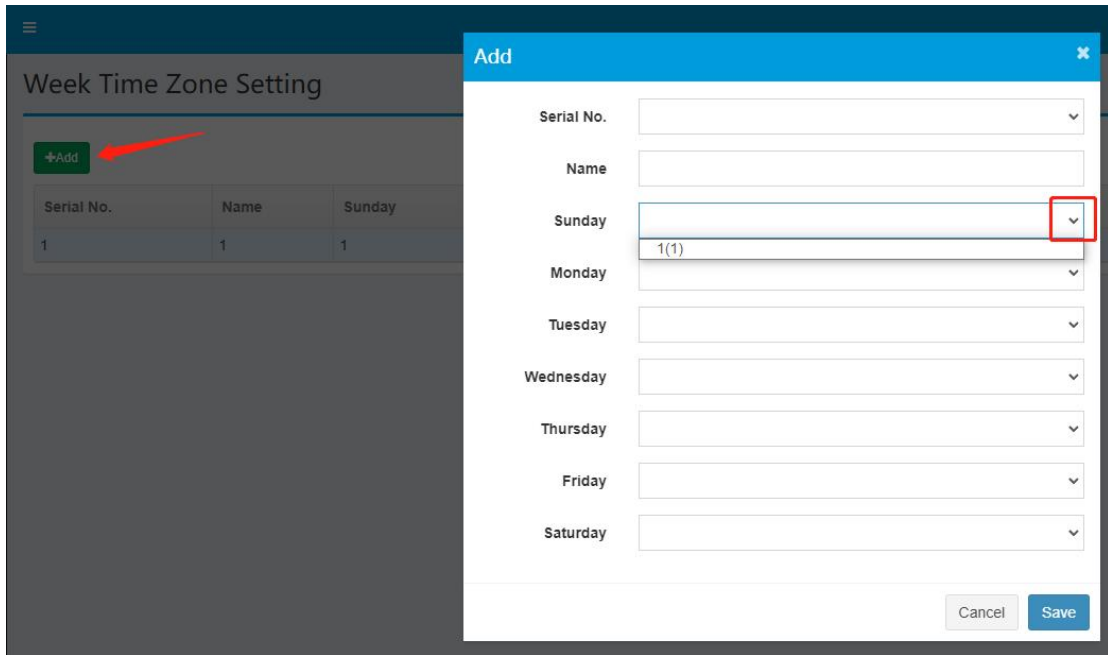 Week Time Zone Setting
+Add
Serial No. Name Sunday
1 1 1
Add
Serial No.
Name
Sunday
1(1)
Monday
Tuesday
Wednesday
Thursday
Friday
Saturday
Cancel Save